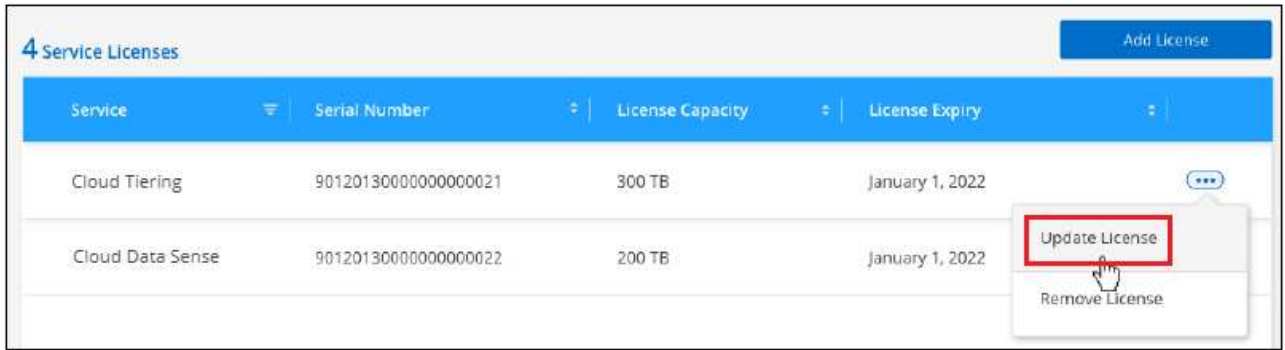 4 Service Licenses
Add License
Service Serial Number License Capacity License Expiry
Cloud Tiering 90120130000000000021 300 TB January 1, 2022
Update License
Cloud Data Sense 90120130000000000022 200 TB January 1, 2022
Remove License